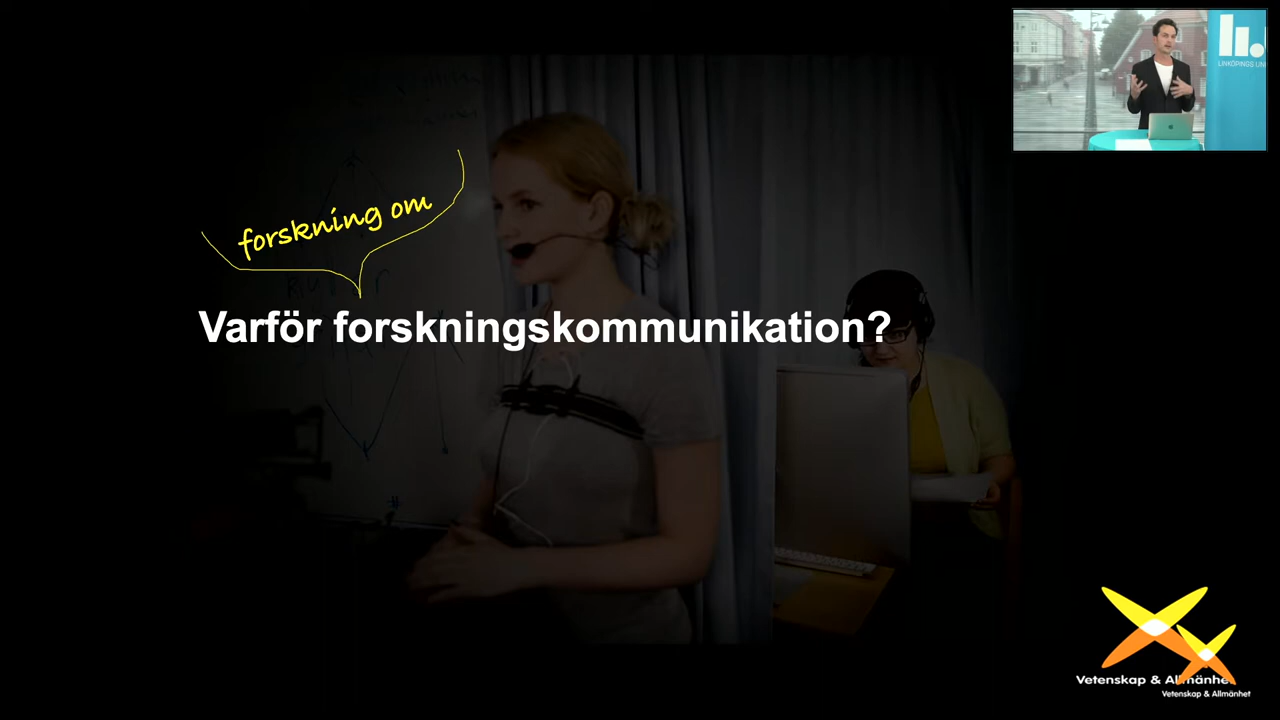 LINKÖPINGS UNI
forskning om
Varför forskningskommunikation?
Vetenskap & Allmänhet
Vetenskap & Allmänhet